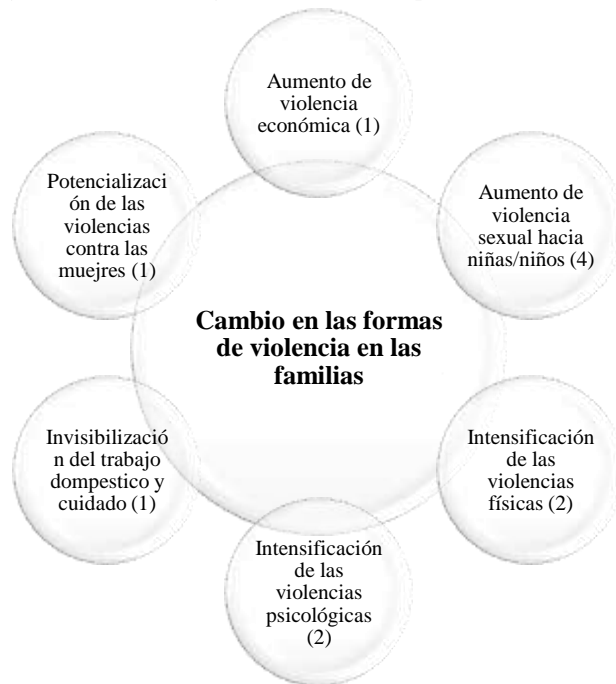 Aumento de
violencia
económica (1)
Aumento de
violencia
sexual hacia
niñas/niños (4)
Intensificación
de las
violencias
físicas (2)
Intensificación
de las
violencias
psicológicas
(2)
Invisibilizació
n del trabajo
dompestico y
cuidado (1)
Potencializaci
ón de las
violencias
contra las
muejres (1)
Cambio en las formas
de violencia en las
familias